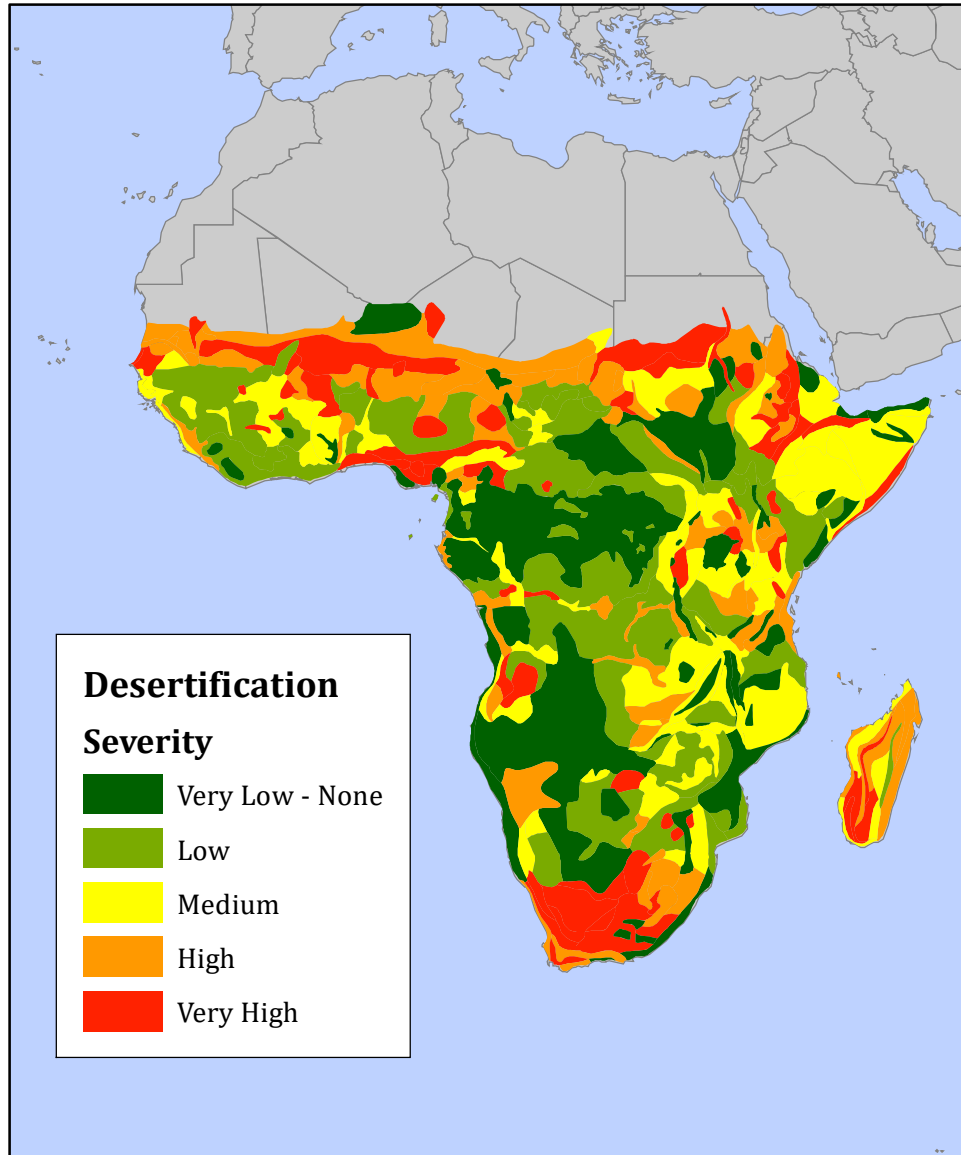 Desertification
Severity
Very Low - None
Low
Medium
High
Very High